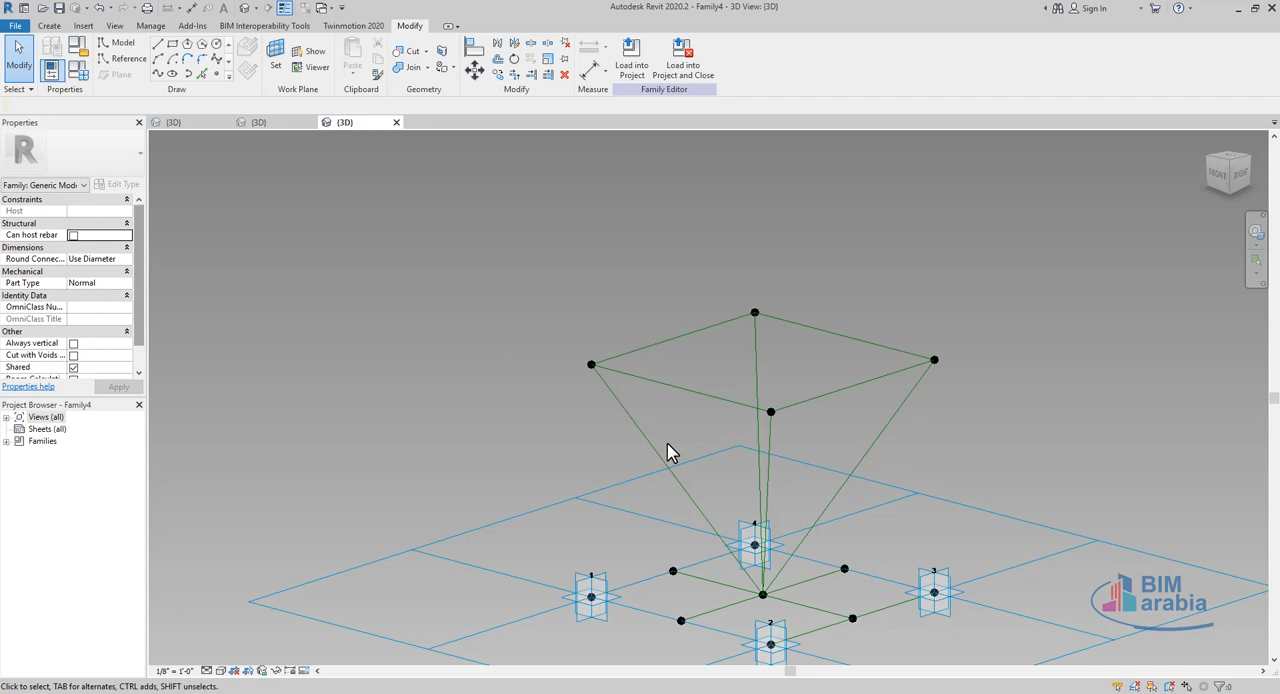 Autodesk Revit 2020.2 - Family4 - 3D View: {3D}
Sign In
File
Create
Insert
View
Manage
Add-Ins
BIM Interoperability Tools
Twinmotion 2020
Modify
Modify
Model
Reference
Plane
Set
Show
Viewer
Paste
Cut
Join
Load into
Project
Load into
Project and Close
Select
Properties
Draw
Work Plane
Clipboard
Geometry
Modify
Measure
Family Editor
Properties
{3D}
{3D}
{3D}
Family: Generic Mode
Edit Type
Constraints
Host
Structural
Can host rebar
Dimensions
Round Connec... Use Diameter
Mechanical
Part Type Normal
Identity Data
OmniClass Nu...
OmniClass Title
Other
Always vertical
Cut with Voids ...
Shared
Properties help
Apply
Project Browser - Family4
Views (all)
Sheets (all)
Families
FRONT
RIGHT
4
1
3
2
BIM
arabia
1/8" = 1'-0"
Click to select, TAB for alternates, CTRL adds, SHIFT unselects.
:0